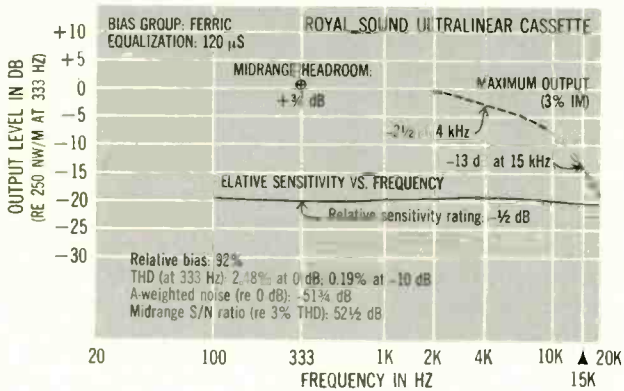 BIAS GROUP: FERRIC
EQUALIZATION: 120 µS
ROYAL SOUND ULTRALINEAR CASSETTE
MIDRANGE HEADROOM:
+¾ dB
MAXIMUM OUTPUT
(3% IM)
4 kHz
-13 d at 15 kHz
ELATIVE SENSITIVITY VS. FREQUENCY
Relative sensitivity rating: -½ dB
Relative bias: 92%
THD (at 333 Hz): 2.48% at 0 dB; 0.19% at -10 dB
A-weighted noise (re 0 dB): -51¾ dB
Midrange S/N ratio (re 3% THD): 52½ dB
OUTPUT LEVEL IN DB
(RE 250 NW/M AT 333 HZ)
+10
+5
0
-5
-10
-15
-20
-25
-30
20
100
333
1K
2K
4K
10K
20K
15K
FREQUENCY IN HZ